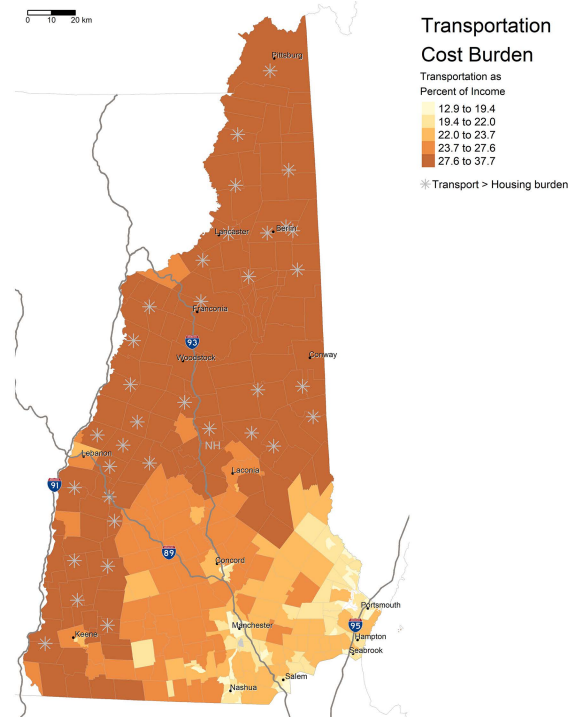 0 10 20 km
Transportation
Cost Burden
Transportation as
Percent of Income
12.9 to 19.4
19.4 to 22.0
22.0 to 23.7
23.7 to 27.6
27.6 to 37.7
Transport > Housing burden
Pittsburg
Lancaster
Berlin
Franconia
93
Woodstock
Conway
NH
Lebanon
Laconia
91
89
Concord
Portsmouth
95
Manchester
Hampton
Keene
Seabrook
Salem
Nashua